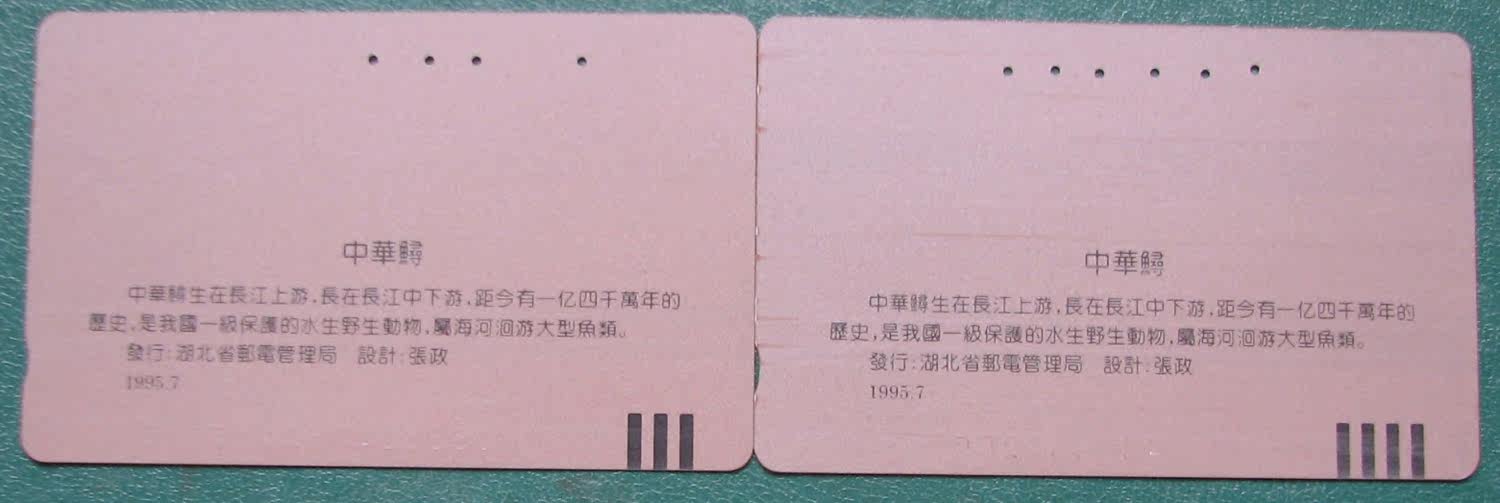 中華鱘
中華鱘生在長江上游,長在長江中下游,距今有一亿四千萬年的
歷史,是我國一級保護的水生野生動物,屬海河洄游大型魚類。
發行:湖北省郵電管理局 設計:張政
1995.7
中華鱘
中華鱘生在長江上游,長在長江中下游,距今有一亿四千萬年的
歷史,是我國一級保護的水生野生動物,屬海河洄游大型魚類。
發行:湖北省郵電管理局 設計:張政
1995.7